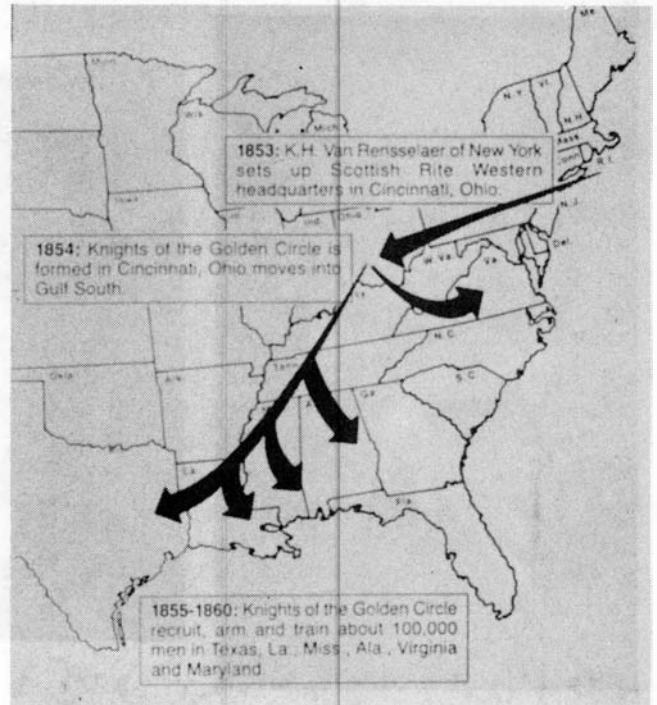 Me.
Minn.
N.Y.
Vt.
Wis.
N.H.
Mich.
Mass.
1853: K.H. Van Rensselaer of New York
sets up Scottish Rite Western
headquarters in Cincinnati, Ohio.
Conn.
R.I.
Iowa
N.J.
Ind.
Ohio
Del.
1854: Knights of the Golden Circle is
formed in Cincinnati, Ohio moves into
Gulf South.
W. Va.
Va.
N.C.
Tenn.
Okla.
Ark.
S.C.
Ga.
La.
Fla.
1855-1860: Knights of the Golden Circle
recruit, arm and train about 100,000
men in Texas, La., Miss., Ala., Virginia
and Maryland.